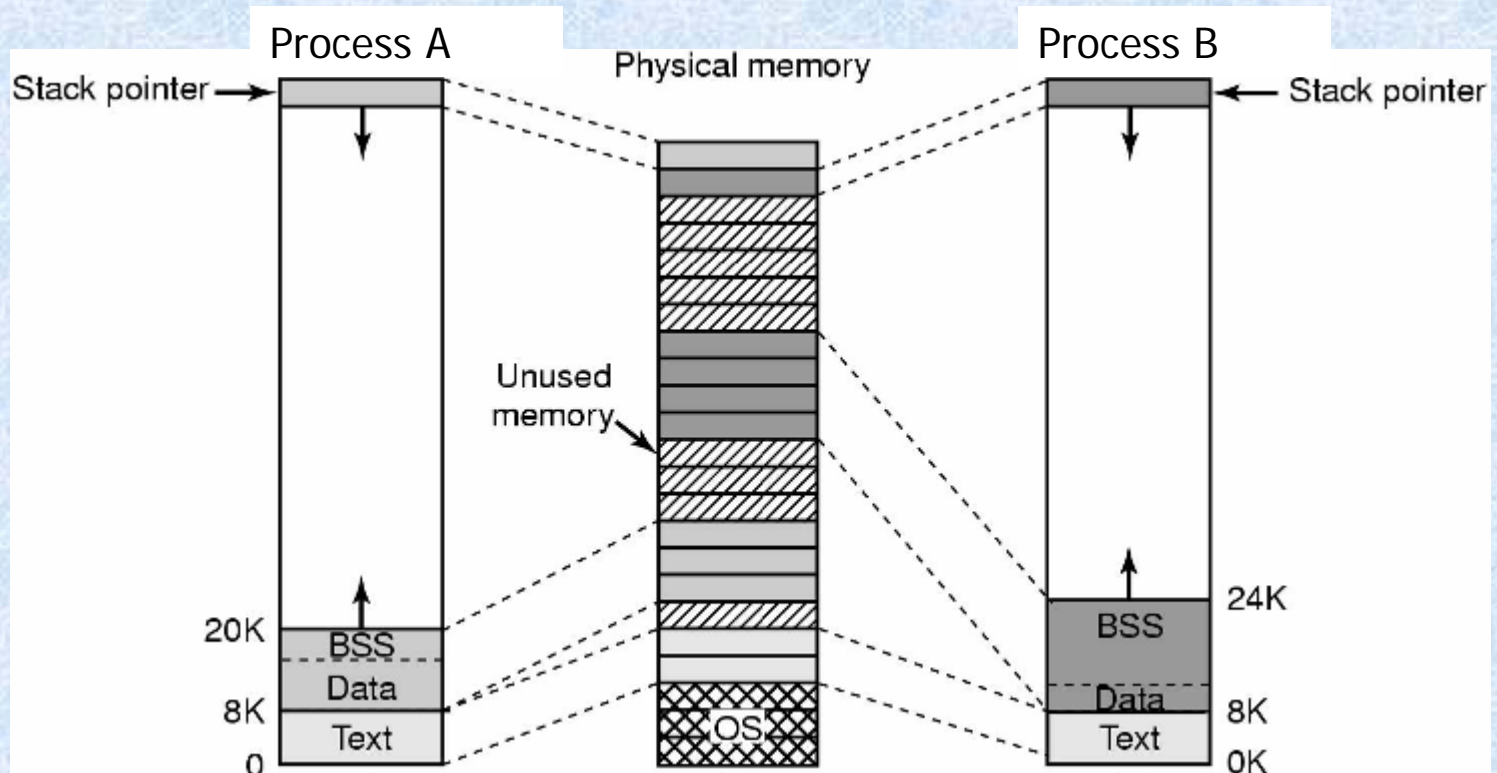 Process A
Process B
Physical memory
Stack pointer
Stack pointer
Unused
memory
24K
20K
BSS
BSS
Data
Data
8K
8K
Text
OS
Text
0
0K